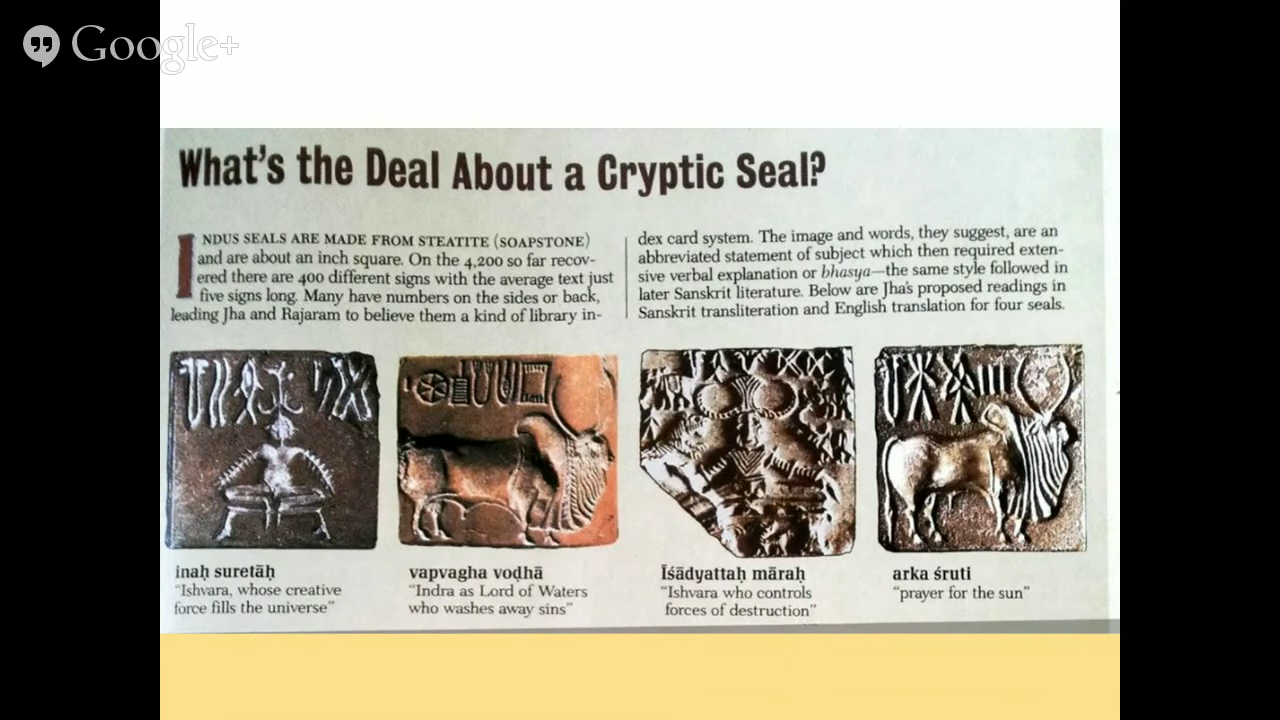 Google+
What's the Deal About a Cryptic Seal?
INDUS SEALS ARE MADE FROM STEATITE (SOAPSTONE)
and are about an inch square. On the 4,200 so far recov-
ered there are 400 different signs with the average text just
five signs long. Many have numbers on the sides or back,
leading Jha and Rajaram to believe them a kind of library in-
dex card system. The image and words, they suggest, are an
abbreviated statement of subject which then required exten-
sive verbal explanation or bhasya—the same style followed in
later Sanskrit literature. Below are Jha's proposed readings in
Sanskrit transliteration and English translation for four seals.
inaḥ suretāḥ
"Ishvara, whose creative
force fills the universe"
vapvagha voḍhā
"Indra as Lord of Waters
who washes away sins"
Īśādyattaḥ māraḥ
"Ishvara who controls
forces of destruction"
arka śruti
"prayer for the sun"